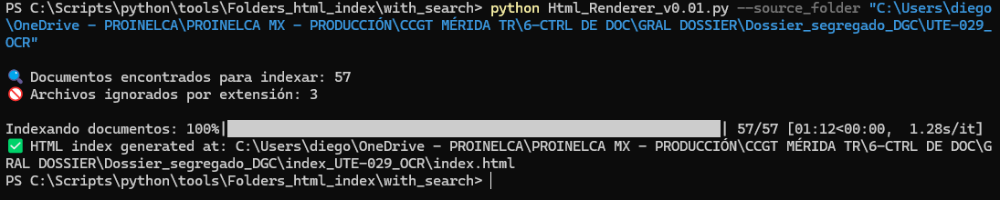 PS C:\Scripts\python\tools\Folders_html_index\with_search> python Html_Renderer_v0.01.py --source_folder "C:\Users\diego
\OneDrive - PROINELCA\PROINELCA MX - PRODUCCIÓN\CCGT MÉRIDA TR\6-CTRL DE DOC\GRAL DOSSIER\Dossier_segregado_DGC\UTE-029_
OCR"
🔍 Documentos encontrados para indexar: 57
🚫 Archivos ignorados por extensión: 3
Indexando documentos: 100%|██████████| 57/57 [01:12<00:00,  1.28s/it]
✅ HTML index generated at: C:\Users\diego\OneDrive - PROINELCA\PROINELCA MX - PRODUCCIÓN\CCGT MÉRIDA TR\6-CTRL DE DOC\G
RAL DOSSIER\Dossier_segregado_DGC\index_UTE-029_OCR\index.html
PS C:\Scripts\python\tools\Folders_html_index\with_search>